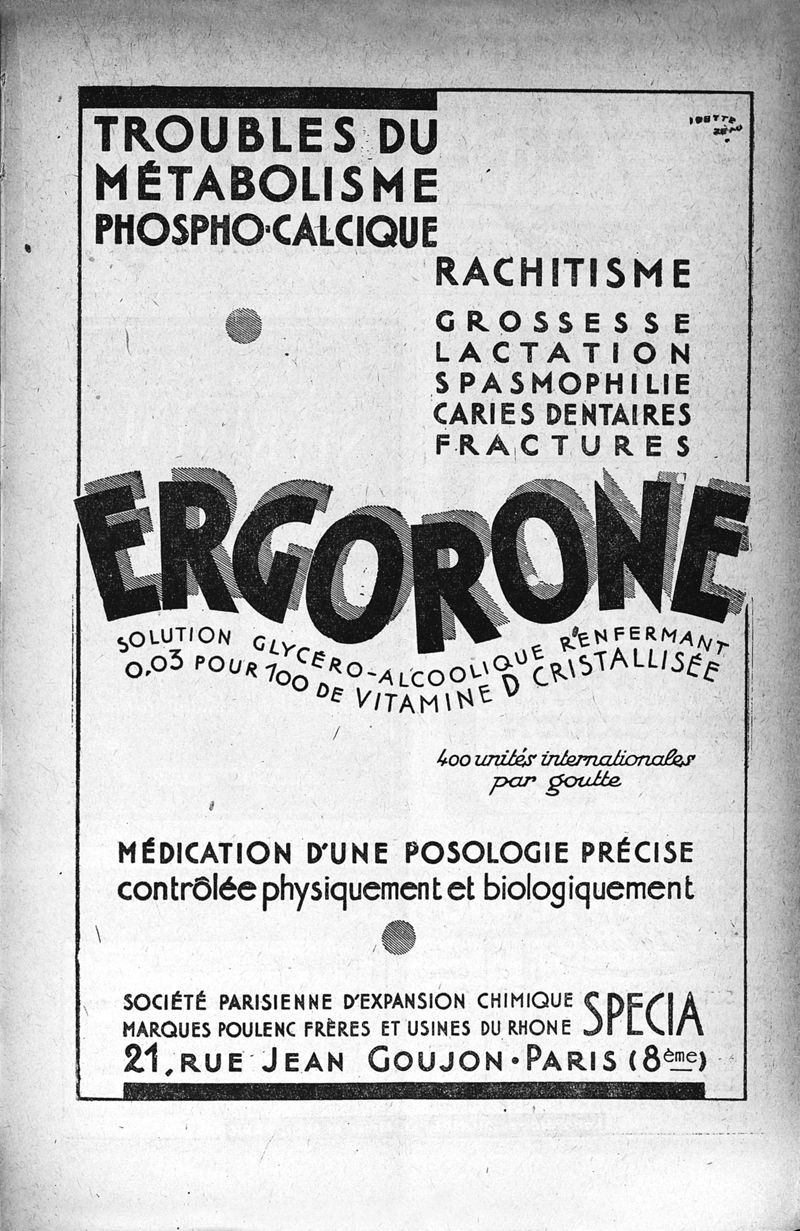 TROUBLES DU
MÉTABOLISME
PHOSPHO-CALCIQUE
RACHITISME
GROSSESSE
LACTATION
SPASMOPHILIE
CARIES DENTAIRES
FRACTURES
ERGORONE
SOLUTION GLYCÉRO-ALCOOLIQUE RENFERMANT
0,03 POUR 100 DE VITAMINE D CRISTALLISÉE
400 unités internationales
par goutte
MÉDICATION D'UNE POSOLOGIE PRÉCISE
contrôlée physiquement et biologiquement
SOCIÉTÉ PARISIENNE D'EXPANSION CHIMIQUE SPECIA
MARQUES POULENC FRÈRES ET USINES DU RHONE
21, RUE JEAN GOUJON • PARIS (8ème)